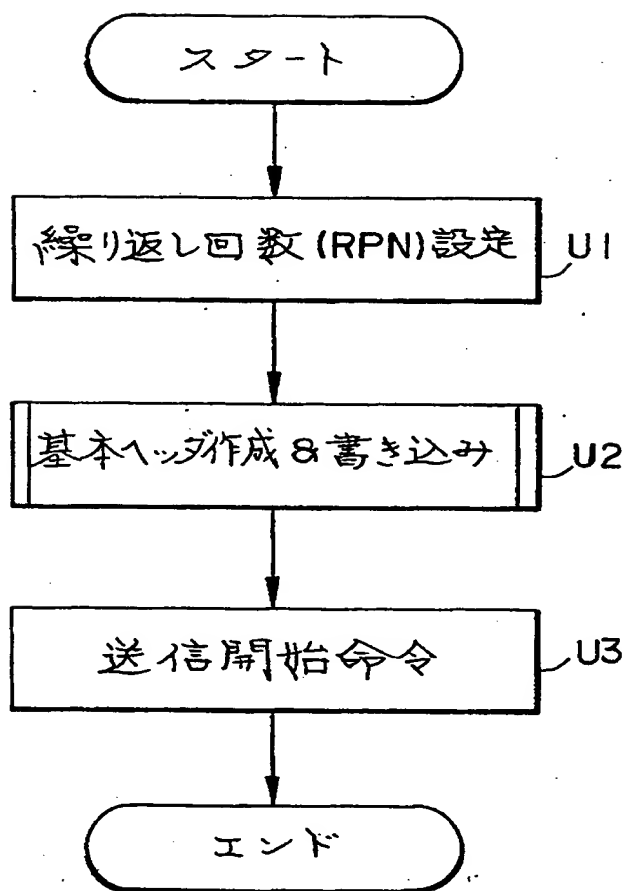 スタート
繰り返し回数(RPN)設定 U1
基本ヘッダ作成&書き込み U2
送信開始命令 U3
エンド